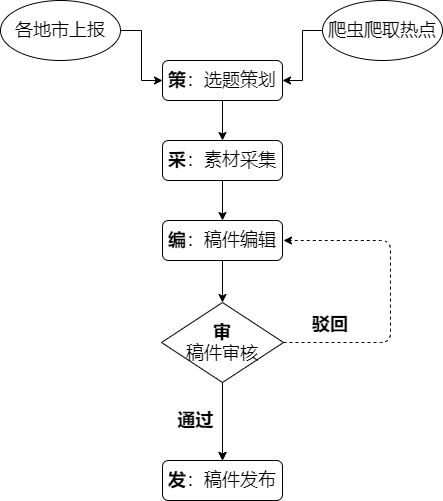 各地市上报
爬虫爬取热点
策：选题策划
采：素材采集
编：稿件编辑
审
稿件审核
驳回
通过
发：稿件发布